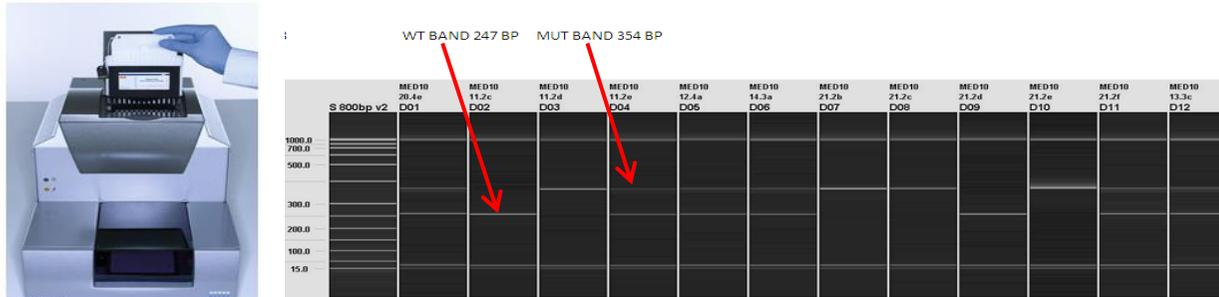 WT BAND 247 BP MUT BAND 354 BP
MED10 MED10 MED10 MED10 MED10 MED10 MED10 MED10 MED10 MED10 MED10 MED10
20.4e 11.2c 11.2d 11.2e 12.4a 14.3a 21.2b 21.2c 21.2d 21.2e 21.2f 13.3c
S 800bp v2 D01 D02 D03 D04 D05 D06 D07 D08 D09 D10 D11 D12
1000.0
700.0
500.0
300.0
200.0
100.0
15.0